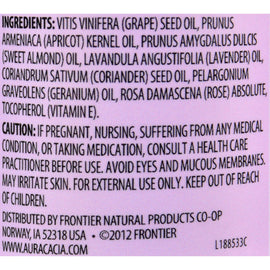 INGREDIENTS: VITIS VINIFERA (GRAPE) SEED OIL, PRUNUS
ARMENIACA (APRICOT) KERNEL OIL, PRUNUS AMYGDALUS DULCIS
(SWEET ALMOND) OIL, LAVANDULA ANGUSTIFOLIA (LAVENDER) OIL,
CORIANDRUM SATIVUM (CORIANDER) SEED OIL, PELARGONIUM
GRAVEOLENS (GERANIUM) OIL, ROSA DAMASCENA (ROSE) ABSOLUTE,
TOCOPHEROL (VITAMIN E).
CAUTION: IF PREGNANT, NURSING, SUFFERING FROM ANY MEDICAL
CONDITION, OR TAKING MEDICATION, CONSULT A HEALTH CARE
PRACTITIONER BEFORE USE. AVOID EYES AND MUCOUS MEMBRANES.
MAY IRRITATE SKIN. FOR EXTERNAL USE ONLY. KEEP OUT OF REACH
OF CHILDREN.
DISTRIBUTED BY FRONTIER NATURAL PRODUCTS CO-OP
NORWAY, IA 52318 USA • ©2012 FRONTIER
WWW.AURACACIA.COM L188533C